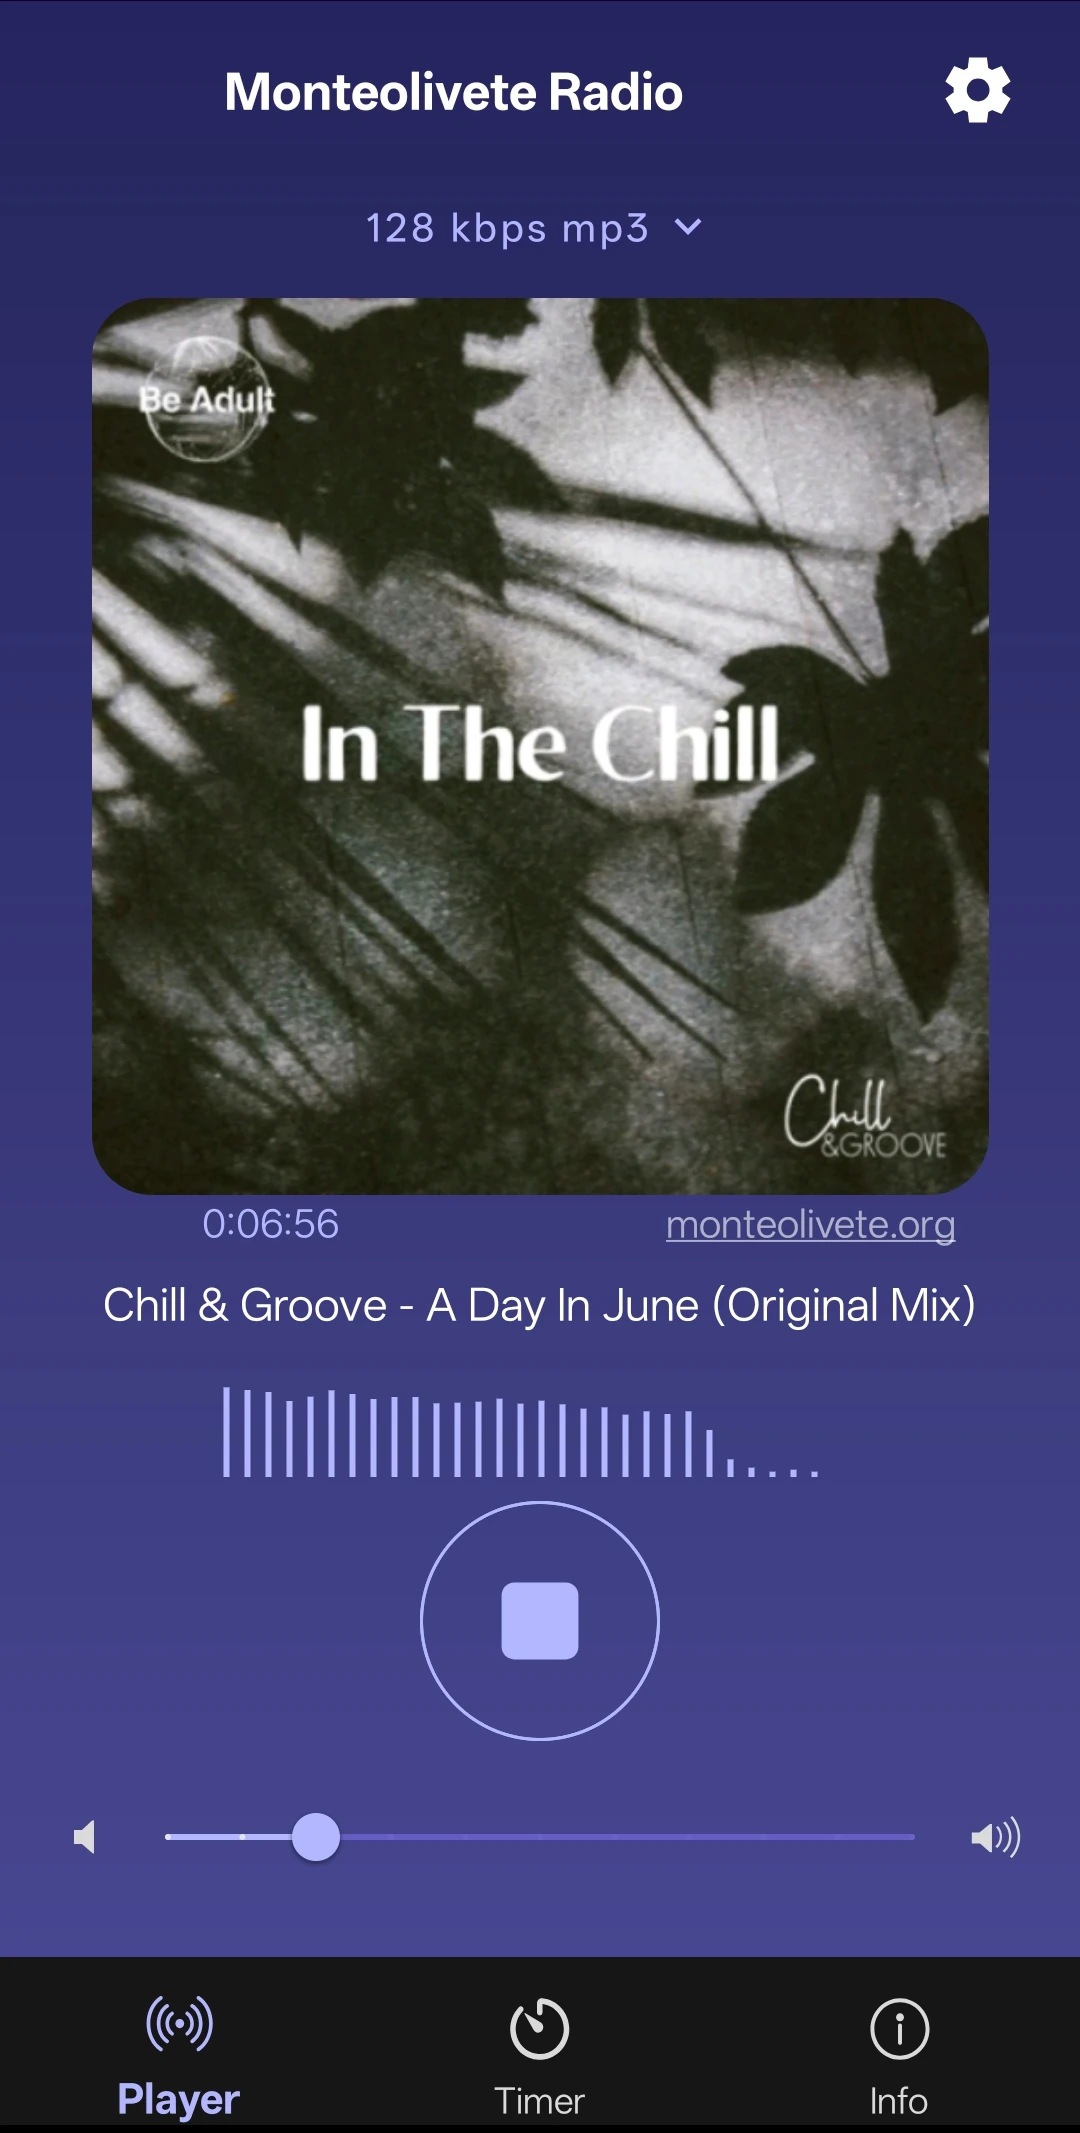 Monteolivete Radio
128 kbps mp3
Be Adult
In The Chill
Chill
&GROOVE
0:06:56 monteolivete.org
Chill & Groove - A Day In June (Original Mix)
Player Timer Info